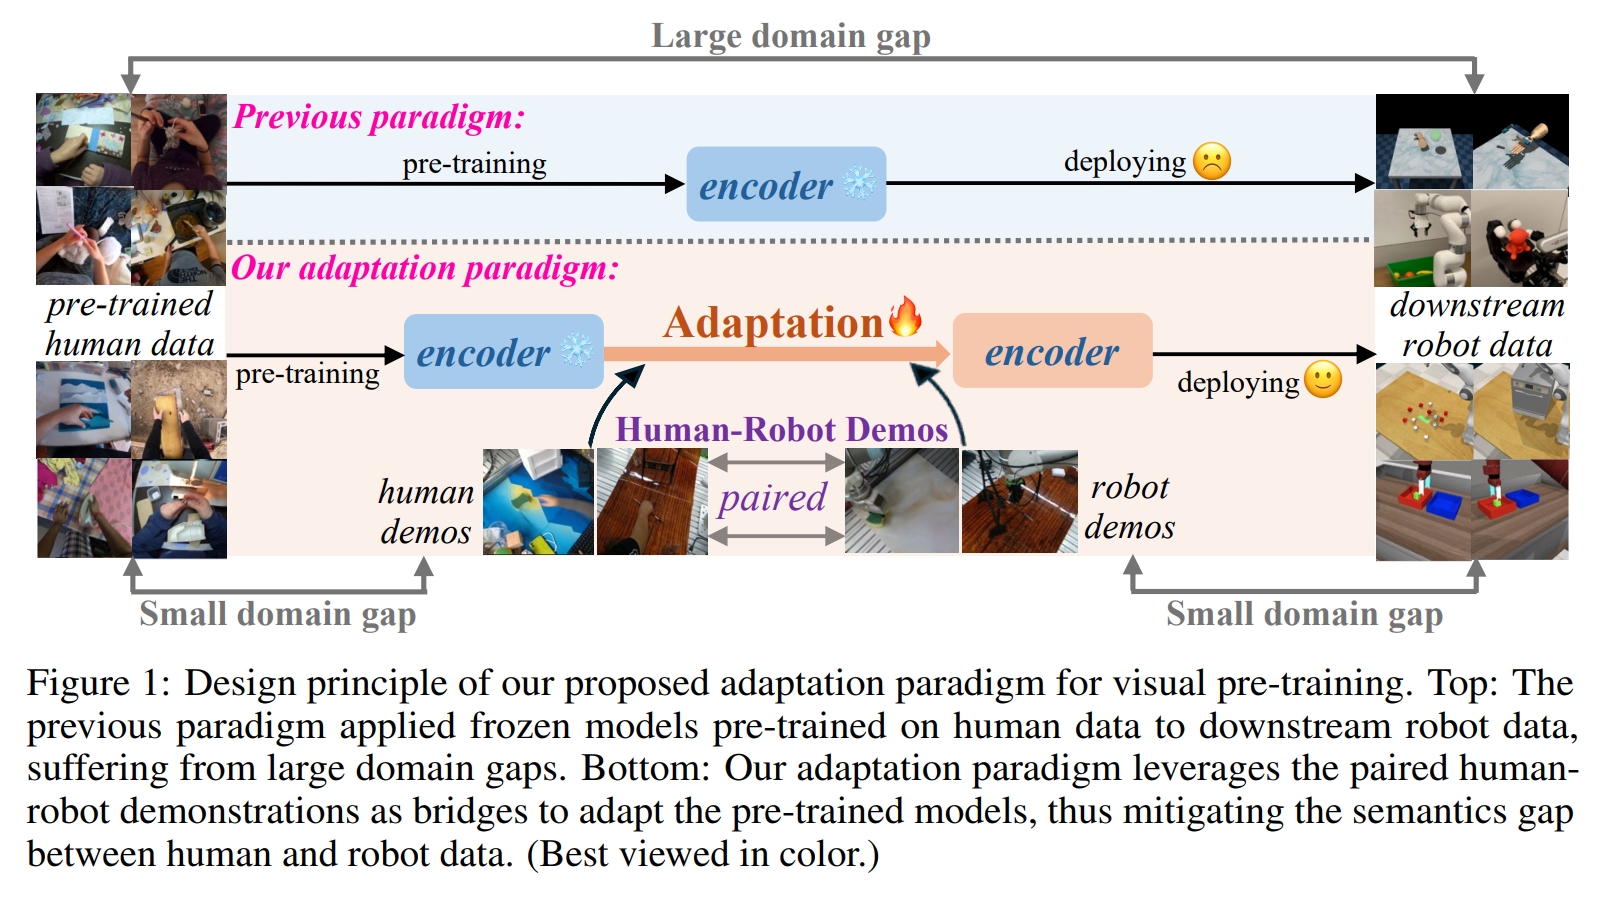 Large domain gap
Previous paradigm:
pre-training
encoder
deploying
Our adaptation paradigm:
pre-trained
human data
pre-training
encoder
Adaptation
encoder
deploying
downstream
robot data
Human-Robot Demos
human
demos
paired
robot
demos
Small domain gap
Small domain gap
Figure 1: Design principle of our proposed adaptation paradigm for visual pre-training. Top: The
previous paradigm applied frozen models pre-trained on human data to downstream robot data,
suffering from large domain gaps. Bottom: Our adaptation paradigm leverages the paired human-
robot demonstrations as bridges to adapt the pre-trained models, thus mitigating the semantics gap
between human and robot data. (Best viewed in color.)